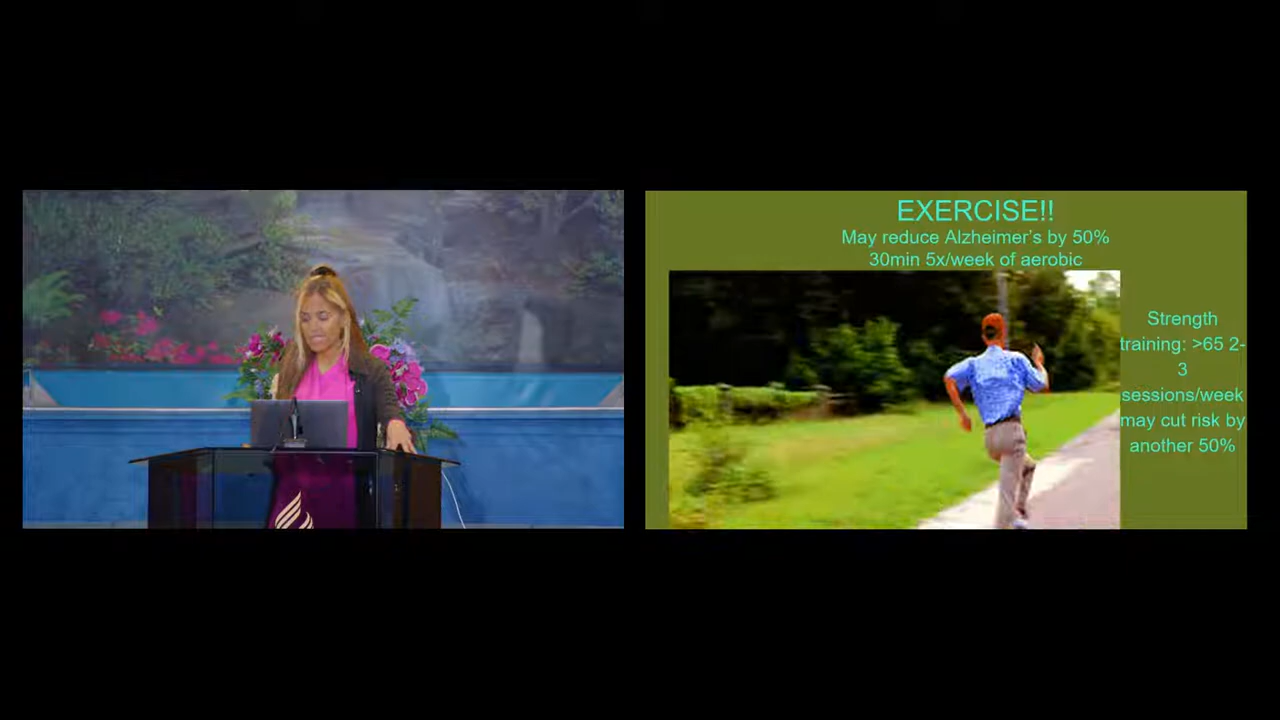 EXERCISE!!
May reduce Alzheimer's by 50%
30min 5x/week of aerobic
Strength
training: >65 2-
3
sessions/week
may cut risk by
another 50%